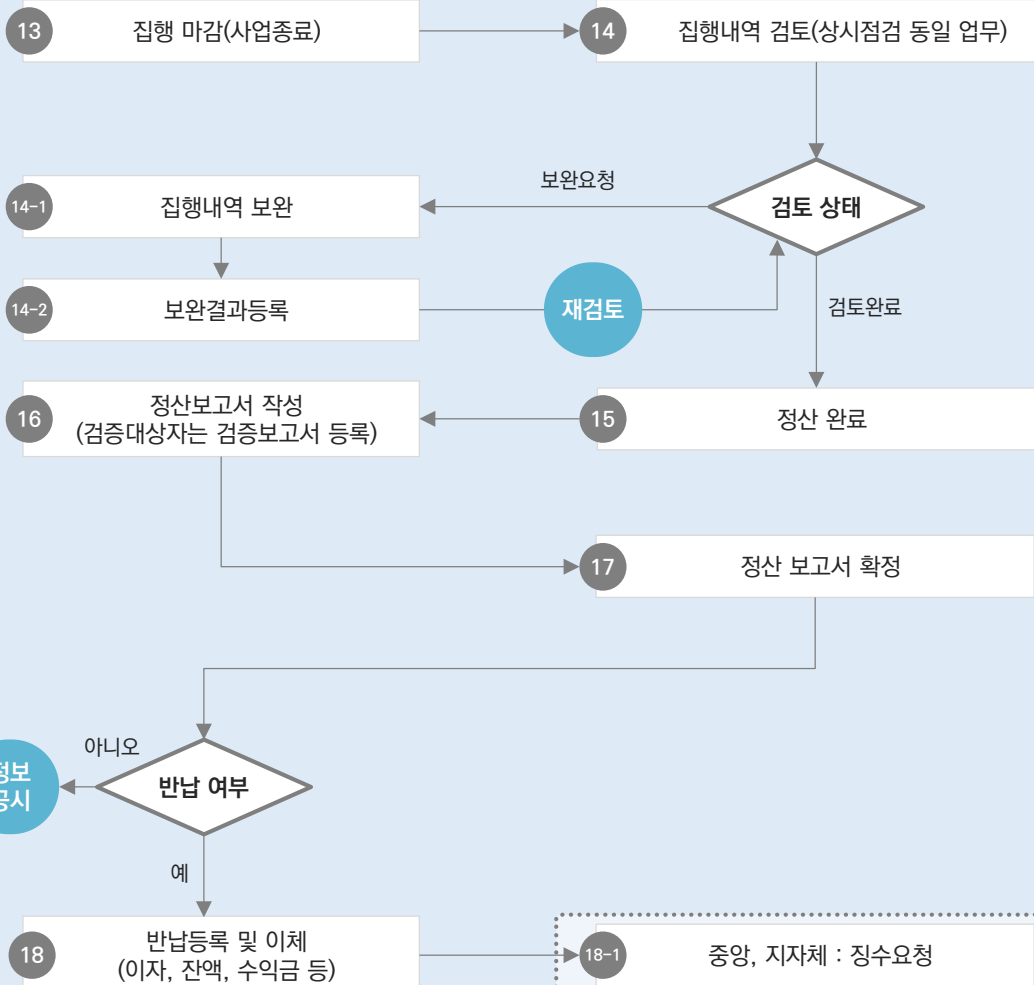 13
집행 마감(사업종료)
14
집행내역 검토(상시점검 동일 업무)
보완요청
14-1
집행내역 보완
검토 상태
14-2
보완결과등록
재검토
검토완료
16
정산보고서 작성
(검증대상자는 검증보고서 등록)
15
정산 완료
17
정산 보고서 확정
아니오
정보
공시
반납 여부
예
18
반납등록 및 이체
(이자, 잔액, 수익금 등)
18-1
중앙, 지자체 : 징수요청